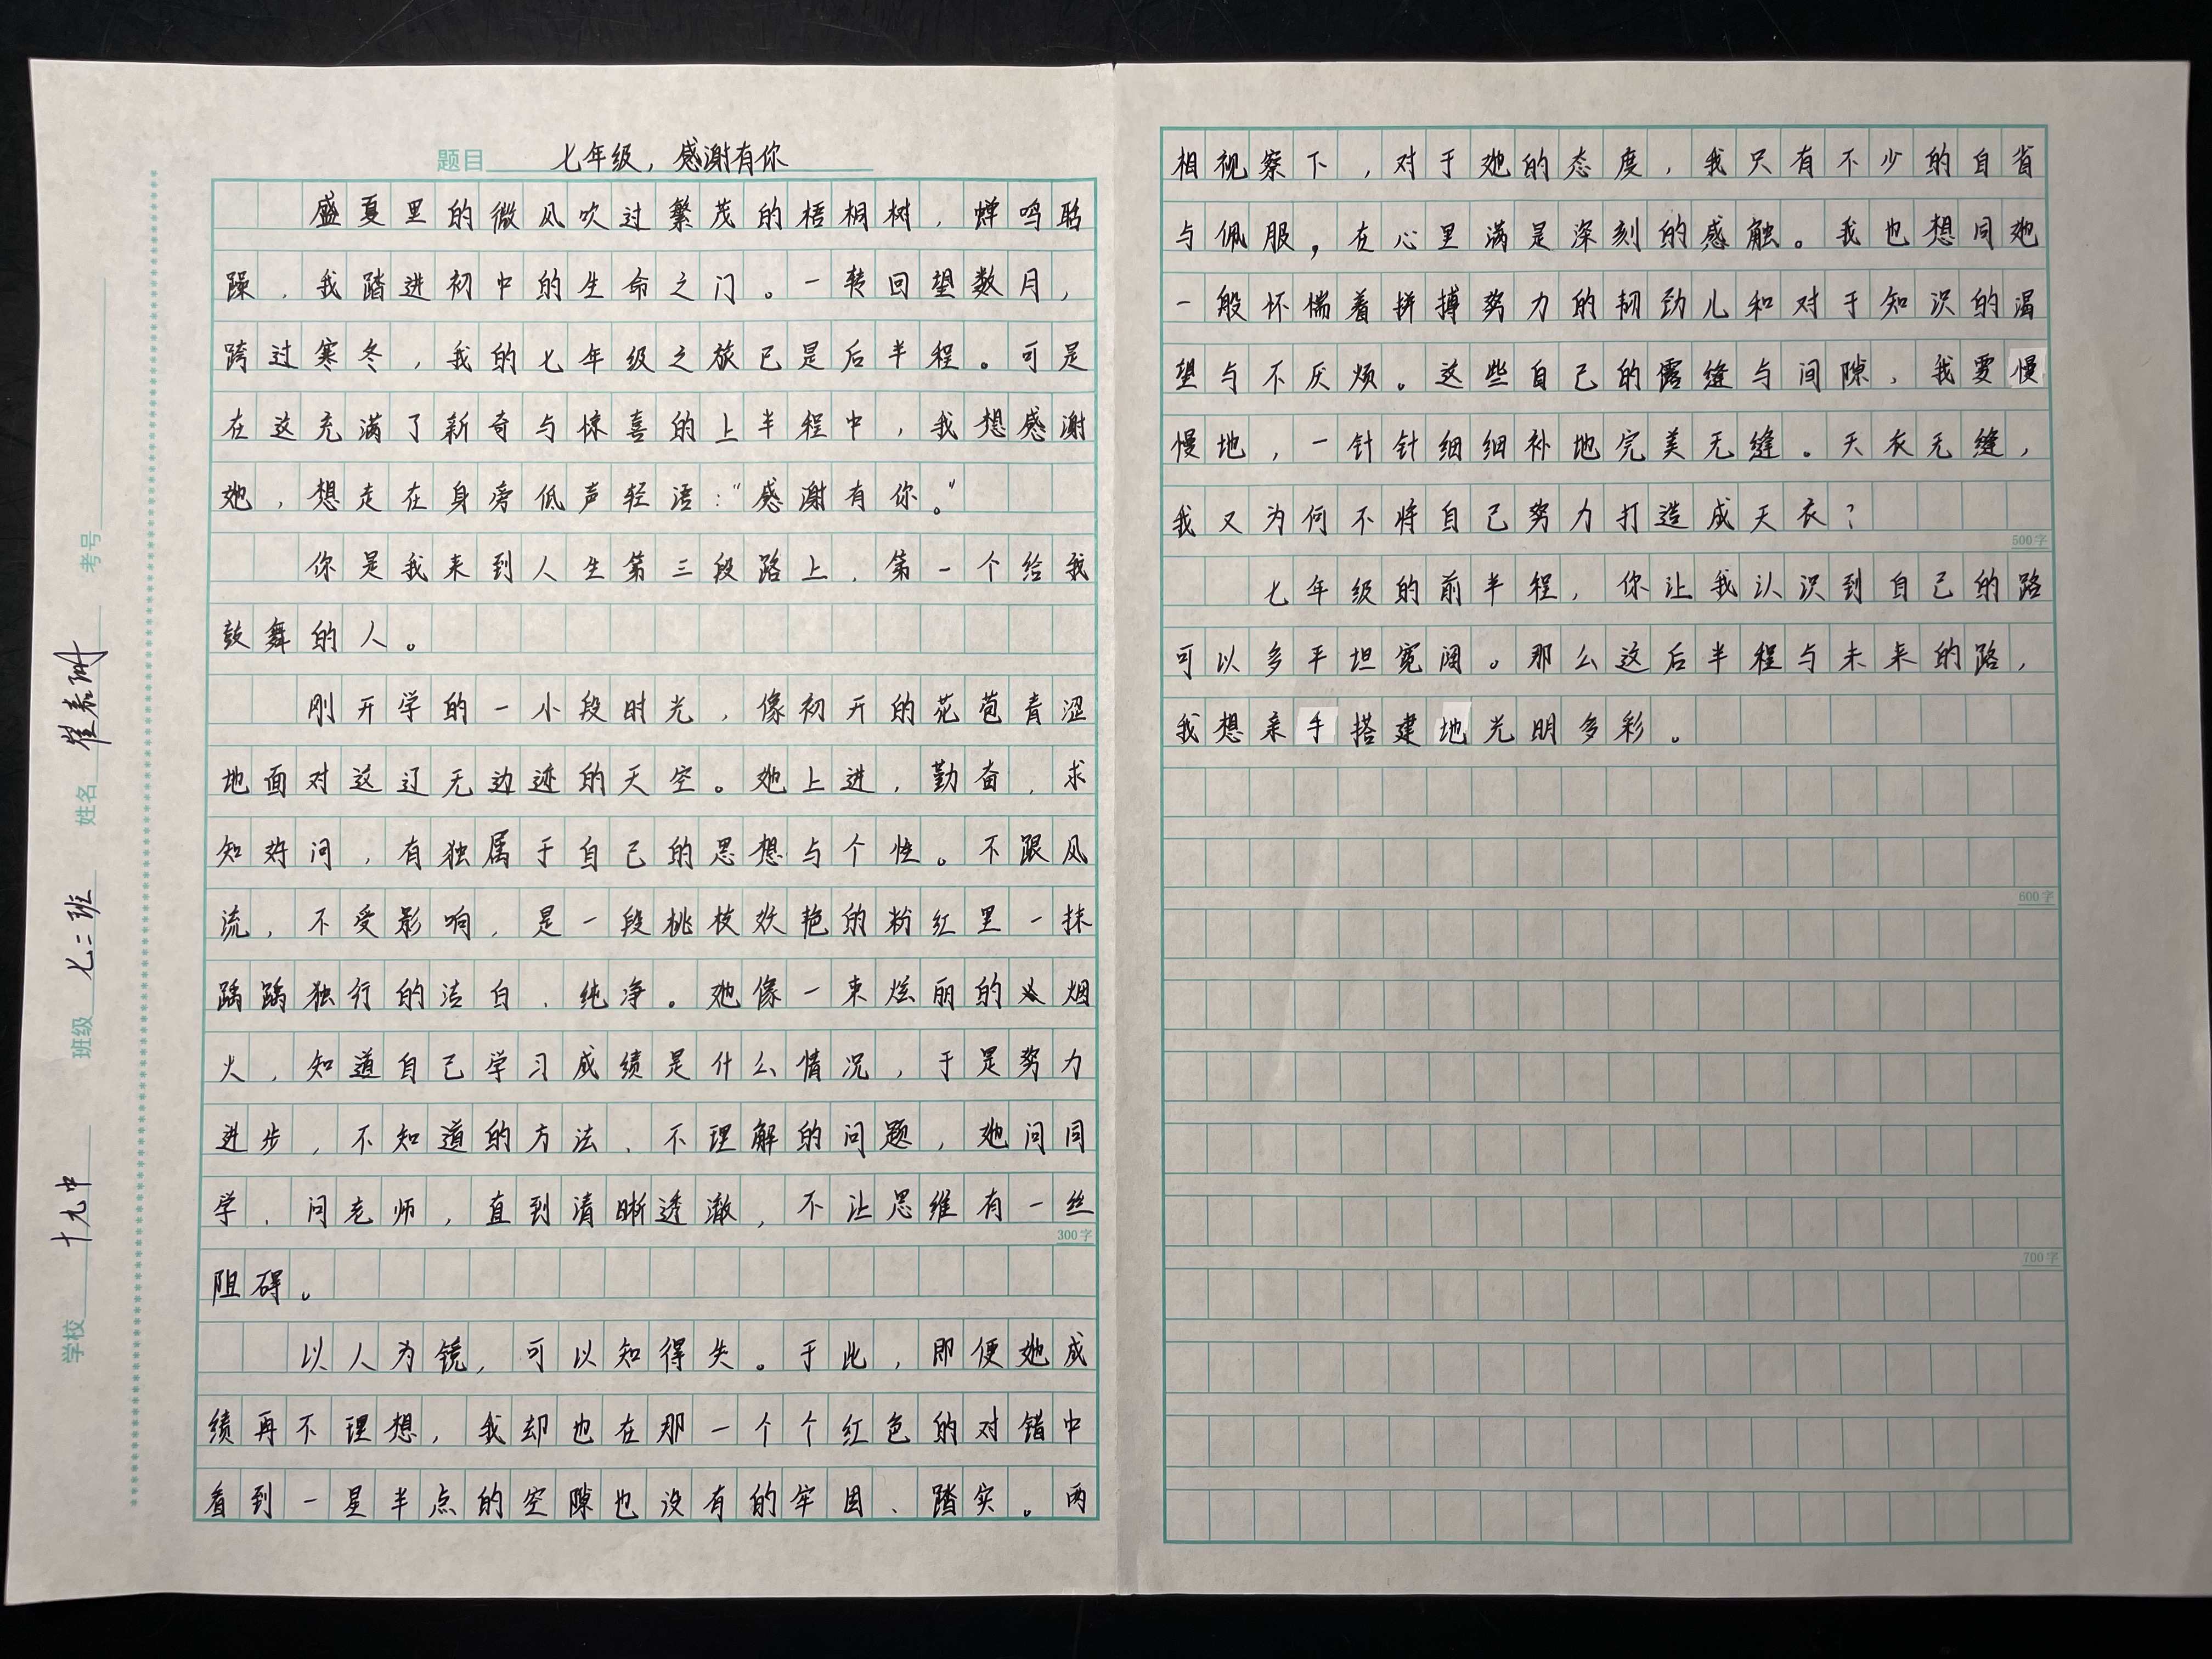 题目 七年级，感谢有你
盛夏里的微风吹过繁茂的梧桐树，蝉鸣聒
躁，我踏进初中的生命之门。一转回望数月，
跨过寒冬，我的七年级之旅已是后半程。可是
在这充满了新奇与惊喜的上半程中，我想感谢
她，想走在身旁低声轻语：“感谢有你。”
你是我来到人生第三段路上，第一个给我
鼓舞的人。
刚开学的一小段时光，像初开的花苞青涩
地面对这辽无边迹的天空。她上进，勤奋，求
知好问，有独属于自己的思想与个性。不跟风
流，不受影响，是一段桃枝欢艳的粉红里一抹
踽踽独行的洁白、纯净。她像一束炫丽的烟
火，知道自己学习成绩是什么情况，于是努力
进步，不知道的方法、不理解的问题，她问同
学、问老师，直到清晰透澈，不让思维有一丝
300字
阻碍。
以人为镜，可以知得失。于此，即便她成
绩再不理想，我却也在那一个个红色的对错中
看到一星半点的空隙也没有的牢固、踏实。两
相视察下，对于她的态度，我只有不少的自省
与佩服，在心里满是深刻的感触。我也想同她
一般怀惴着拼搏努力的韧劲儿和对于知识的渴
望与不厌烦。这些自己的露缝与间隙，我要慢
慢地，一针针细细补地完美无缝。天衣无缝，
我又为何不将自己努力打造成天衣？
500字
七年级的前半程，你让我认识到自己的路
可以多平坦宽阔。那么这后半程与未来的路，
我想亲手搭建地光明多彩。
600字
700字
学校 十九中 班级 七二班 姓名 考号